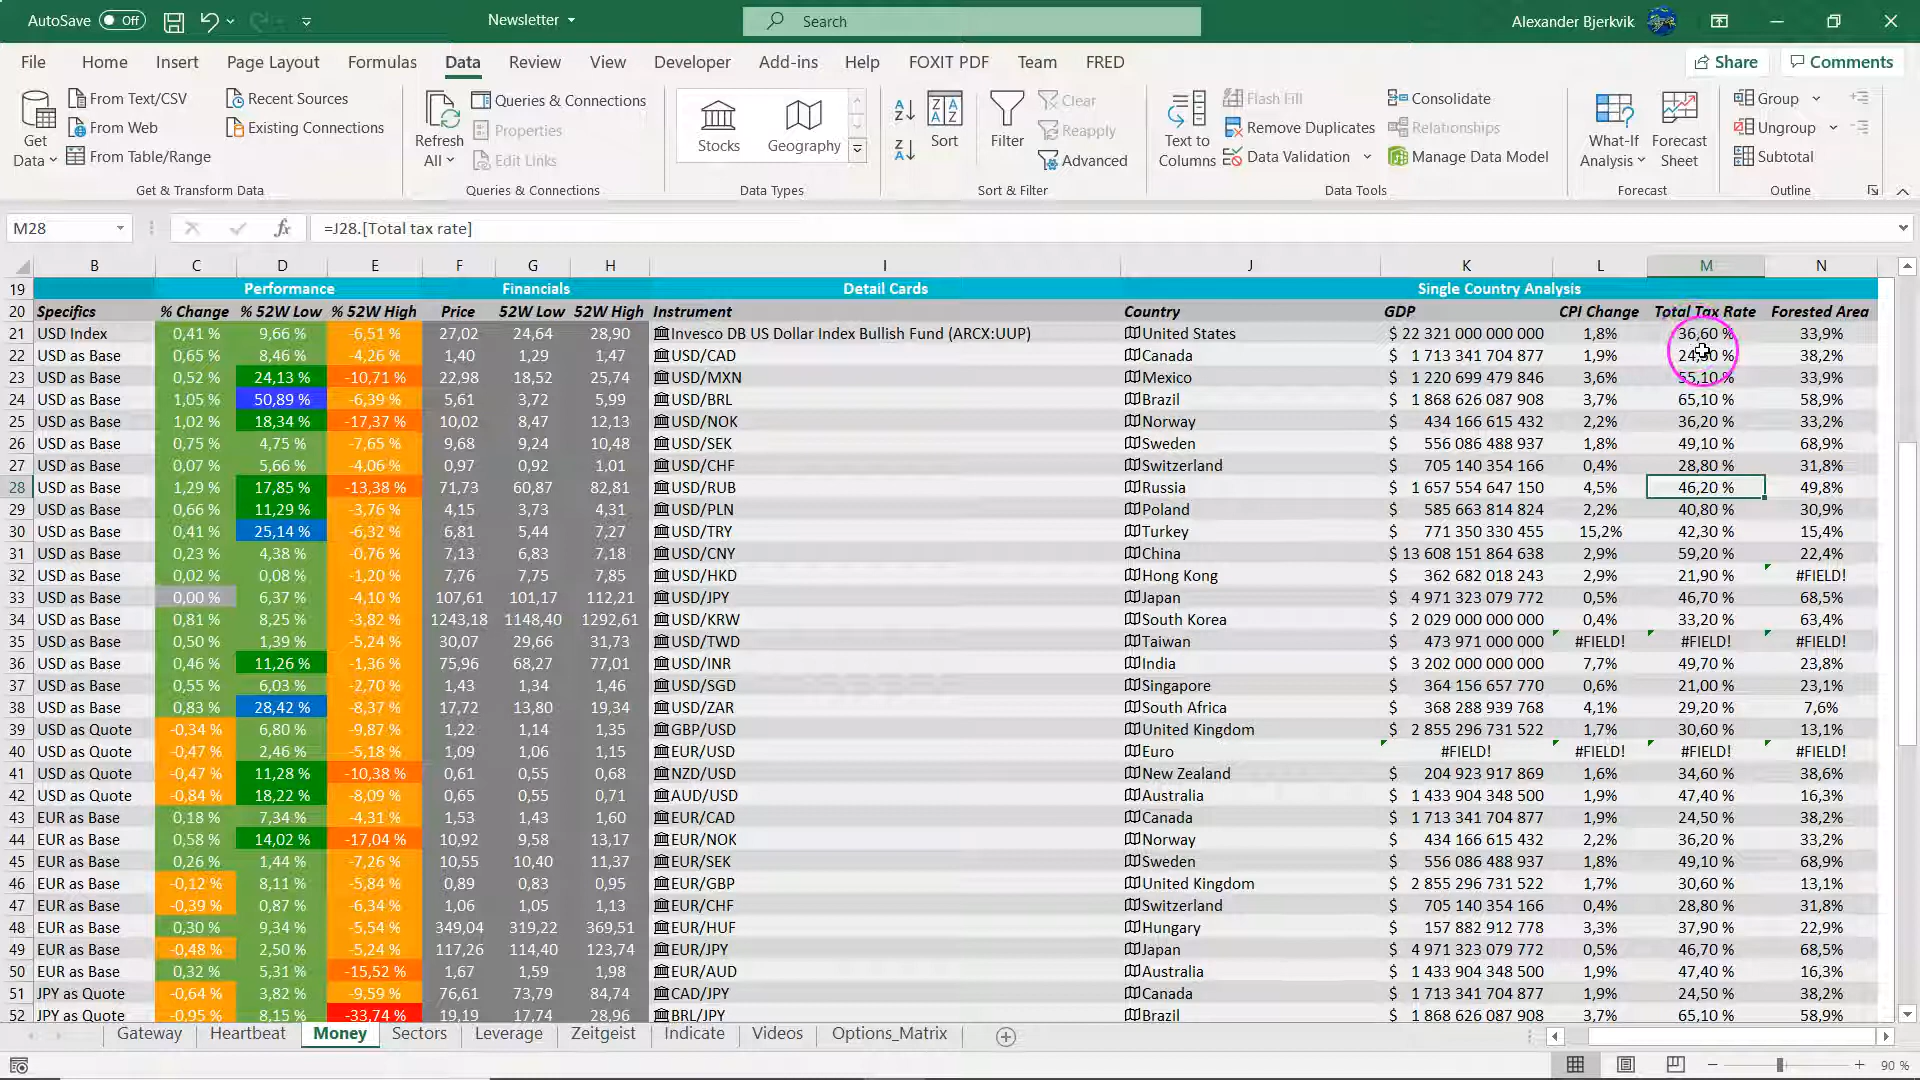 AutoSave Off Newsletter Search Alexander Bjerkvik
File Home Insert Page Layout Formulas Data Review View Developer Add-ins Help FOXIT PDF Team FRED Share Comments
Get Data From Text/CSV From Web From Table/Range Recent Sources Existing Connections
Get & Transform Data
Refresh All Queries & Connections Properties Edit Links
Queries & Connections
Stocks Geography
Data Types
Sort Filter Clear Reapply Advanced
Sort & Filter
Text to Columns Flash Fill Remove Duplicates Data Validation Consolidate Relationships Manage Data Model
Data Tools
What-If Analysis Forecast Sheet
Forecast
Group Ungroup Subtotal
Outline
M28 fx =J28.[Total tax rate]
B C D E F G H I J K L M N
19 Performance Financials Detail Cards Single Country Analysis
20 Specifics % Change % 52W Low % 52W High Price 52W Low 52W High Instrument Country GDP CPI Change Total Tax Rate Forested Area
21 USD Index 0,41 % 9,66 % -6,51 % 27,02 24,64 28,90 Invesco DB US Dollar Index Bullish Fund (ARCX:UUP) United States $ 22 321 000 000 000 1,8% 36,60 % 33,9%
22 USD as Base 0,65 % 8,46 % -4,26 % 1,40 1,29 1,47 USD/CAD Canada $ 1 713 341 704 877 1,9% 24,50 % 38,2%
23 USD as Base 0,52 % 24,13 % -10,71 % 22,98 18,52 25,74 USD/MXN Mexico $ 1 220 699 479 846 3,6% 55,10 % 33,9%
24 USD as Base 1,05 % 50,89 % -6,39 % 5,61 3,72 5,99 USD/BRL Brazil $ 1 868 626 087 908 3,7% 65,10 % 58,9%
25 USD as Base 1,02 % 18,34 % -17,37 % 10,02 8,47 12,13 USD/NOK Norway $ 434 166 615 432 2,2% 36,20 % 33,2%
26 USD as Base 0,75 % 4,75 % -7,65 % 9,68 9,24 10,48 USD/SEK Sweden $ 556 086 488 937 1,8% 49,10 % 68,9%
27 USD as Base 0,07 % 5,66 % -4,06 % 0,97 0,92 1,01 USD/CHF Switzerland $ 705 140 354 166 0,4% 28,80 % 31,8%
28 USD as Base 1,29 % 17,85 % -13,38 % 71,73 60,87 82,81 USD/RUB Russia $ 1 657 554 647 150 4,5% 46,20 % 49,8%
29 USD as Base 0,66 % 11,29 % -3,76 % 4,15 3,73 4,31 USD/PLN Poland $ 585 663 814 824 2,2% 40,80 % 30,9%
30 USD as Base 0,41 % 25,14 % -6,32 % 6,81 5,44 7,27 USD/TRY Turkey $ 771 350 330 455 15,2% 42,30 % 15,4%
31 USD as Base 0,23 % 4,38 % -0,76 % 7,13 6,83 7,18 USD/CNY China $ 13 608 151 864 638 2,9% 59,20 % 22,4%
32 USD as Base 0,02 % 0,08 % -1,20 % 7,76 7,75 7,85 USD/HKD Hong Kong $ 362 682 018 243 2,9% 21,90 % #FIELD!
33 USD as Base 0,00 % 6,37 % -4,10 % 107,61 101,17 112,21 USD/JPY Japan $ 4 971 323 079 772 0,5% 46,70 % 68,5%
34 USD as Base 0,81 % 8,25 % -3,82 % 1243,18 1148,40 1292,61 USD/KRW South Korea $ 2 029 000 000 000 0,4% 33,20 % 63,4%
35 USD as Base 0,50 % 1,39 % -5,24 % 30,07 29,66 31,73 USD/TWD Taiwan $ 473 971 000 000 #FIELD! #FIELD! #FIELD!
36 USD as Base 0,46 % 11,26 % -1,36 % 75,96 68,27 77,01 USD/INR India $ 3 202 000 000 000 7,7% 49,70 % 23,8%
37 USD as Base 0,55 % 6,03 % -2,70 % 1,43 1,34 1,46 USD/SGD Singapore $ 364 156 657 770 0,6% 21,00 % 23,1%
38 USD as Base 0,83 % 28,42 % -8,37 % 17,72 13,80 19,34 USD/ZAR South Africa $ 368 288 939 768 4,1% 29,20 % 7,6%
39 USD as Quote -0,34 % 6,80 % -9,87 % 1,22 1,14 1,35 GBP/USD United Kingdom $ 2 855 296 731 522 1,7% 30,60 % 13,1%
40 USD as Quote -0,47 % 2,46 % -5,18 % 1,09 1,06 1,15 EUR/USD Euro #FIELD! #FIELD! #FIELD! #FIELD!
41 USD as Quote -0,47 % 11,28 % -10,38 % 0,61 0,55 0,68 NZD/USD New Zealand $ 204 923 917 869 1,6% 34,60 % 38,6%
42 USD as Quote -0,84 % 18,22 % -8,09 % 0,65 0,55 0,71 AUD/USD Australia $ 1 433 904 348 500 1,9% 47,40 % 16,3%
43 EUR as Base 0,18 % 7,34 % -4,31 % 1,53 1,43 1,60 EUR/CAD Canada $ 1 713 341 704 877 1,9% 24,50 % 38,2%
44 EUR as Base 0,58 % 14,02 % -17,04 % 10,92 9,58 13,17 EUR/NOK Norway $ 434 166 615 432 2,2% 36,20 % 33,2%
45 EUR as Base 0,26 % 1,44 % -7,26 % 10,55 10,40 11,37 EUR/SEK Sweden $ 556 086 488 937 1,8% 49,10 % 68,9%
46 EUR as Base -0,12 % 8,11 % -5,84 % 0,89 0,83 0,95 EUR/GBP United Kingdom $ 2 855 296 731 522 1,7% 30,60 % 13,1%
47 EUR as Base -0,39 % 0,87 % -6,34 % 1,06 1,05 1,13 EUR/CHF Switzerland $ 705 140 354 166 0,4% 28,80 % 31,8%
48 EUR as Base 0,30 % 9,34 % -5,54 % 349,04 319,22 369,51 EUR/HUF Hungary $ 157 882 912 778 3,3% 37,90 % 22,9%
49 EUR as Base -0,48 % 2,50 % -5,24 % 117,26 114,40 123,74 EUR/JPY Japan $ 4 971 323 079 772 0,5% 46,70 % 68,5%
50 EUR as Base 0,32 % 5,31 % -15,52 % 1,67 1,59 1,98 EUR/AUD Australia $ 1 433 904 348 500 1,9% 47,40 % 16,3%
51 JPY as Quote -0,64 % 3,82 % -9,59 % 76,61 73,79 84,74 CAD/JPY Canada $ 1 713 341 704 877 1,9% 24,50 % 38,2%
52 JPY as Quote -0,95 % 8,15 % -33,74 % 19,19 17,74 28,96 BRL/JPY Brazil $ 1 868 626 087 908 3,7% 65,10 % 58,9%
Gateway Heartbeat Money Sectors Leverage Zeitgeist Indicate Videos Options_Matrix
90 %